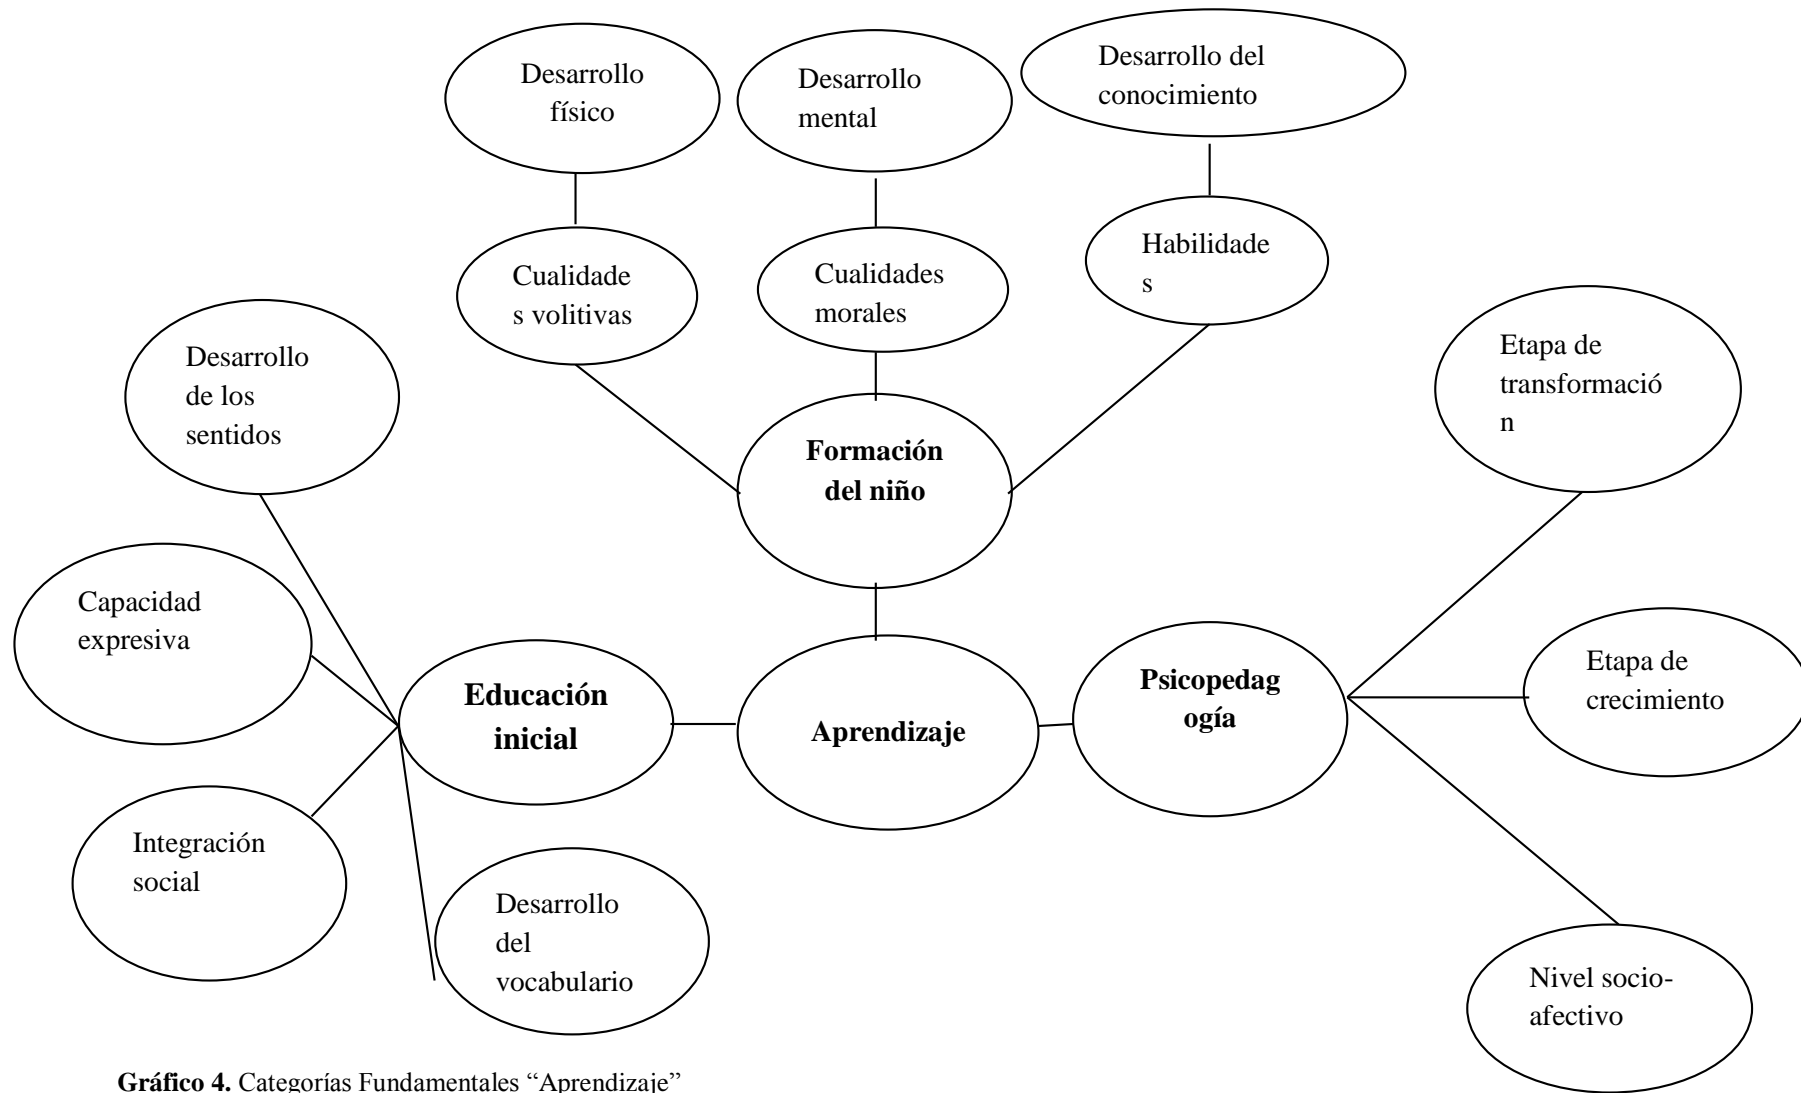 Desarrollo
físico
Desarrollo
mental
Desarrollo del
conocimiento
Cualidade
s volitivas
Cualidades
morales
Habilidade
s
Desarrollo
de los
sentidos
Formación
del niño
Etapa de
transformació
n
Capacidad
expresiva
Educación
inicial
Aprendizaje
Psicopedag
ogía
Etapa de
crecimiento
Integración
social
Desarrollo
del
vocabulario
Nivel socio-
afectivo
Gráfico 4. Categorías Fundamentales “Aprendizaje”